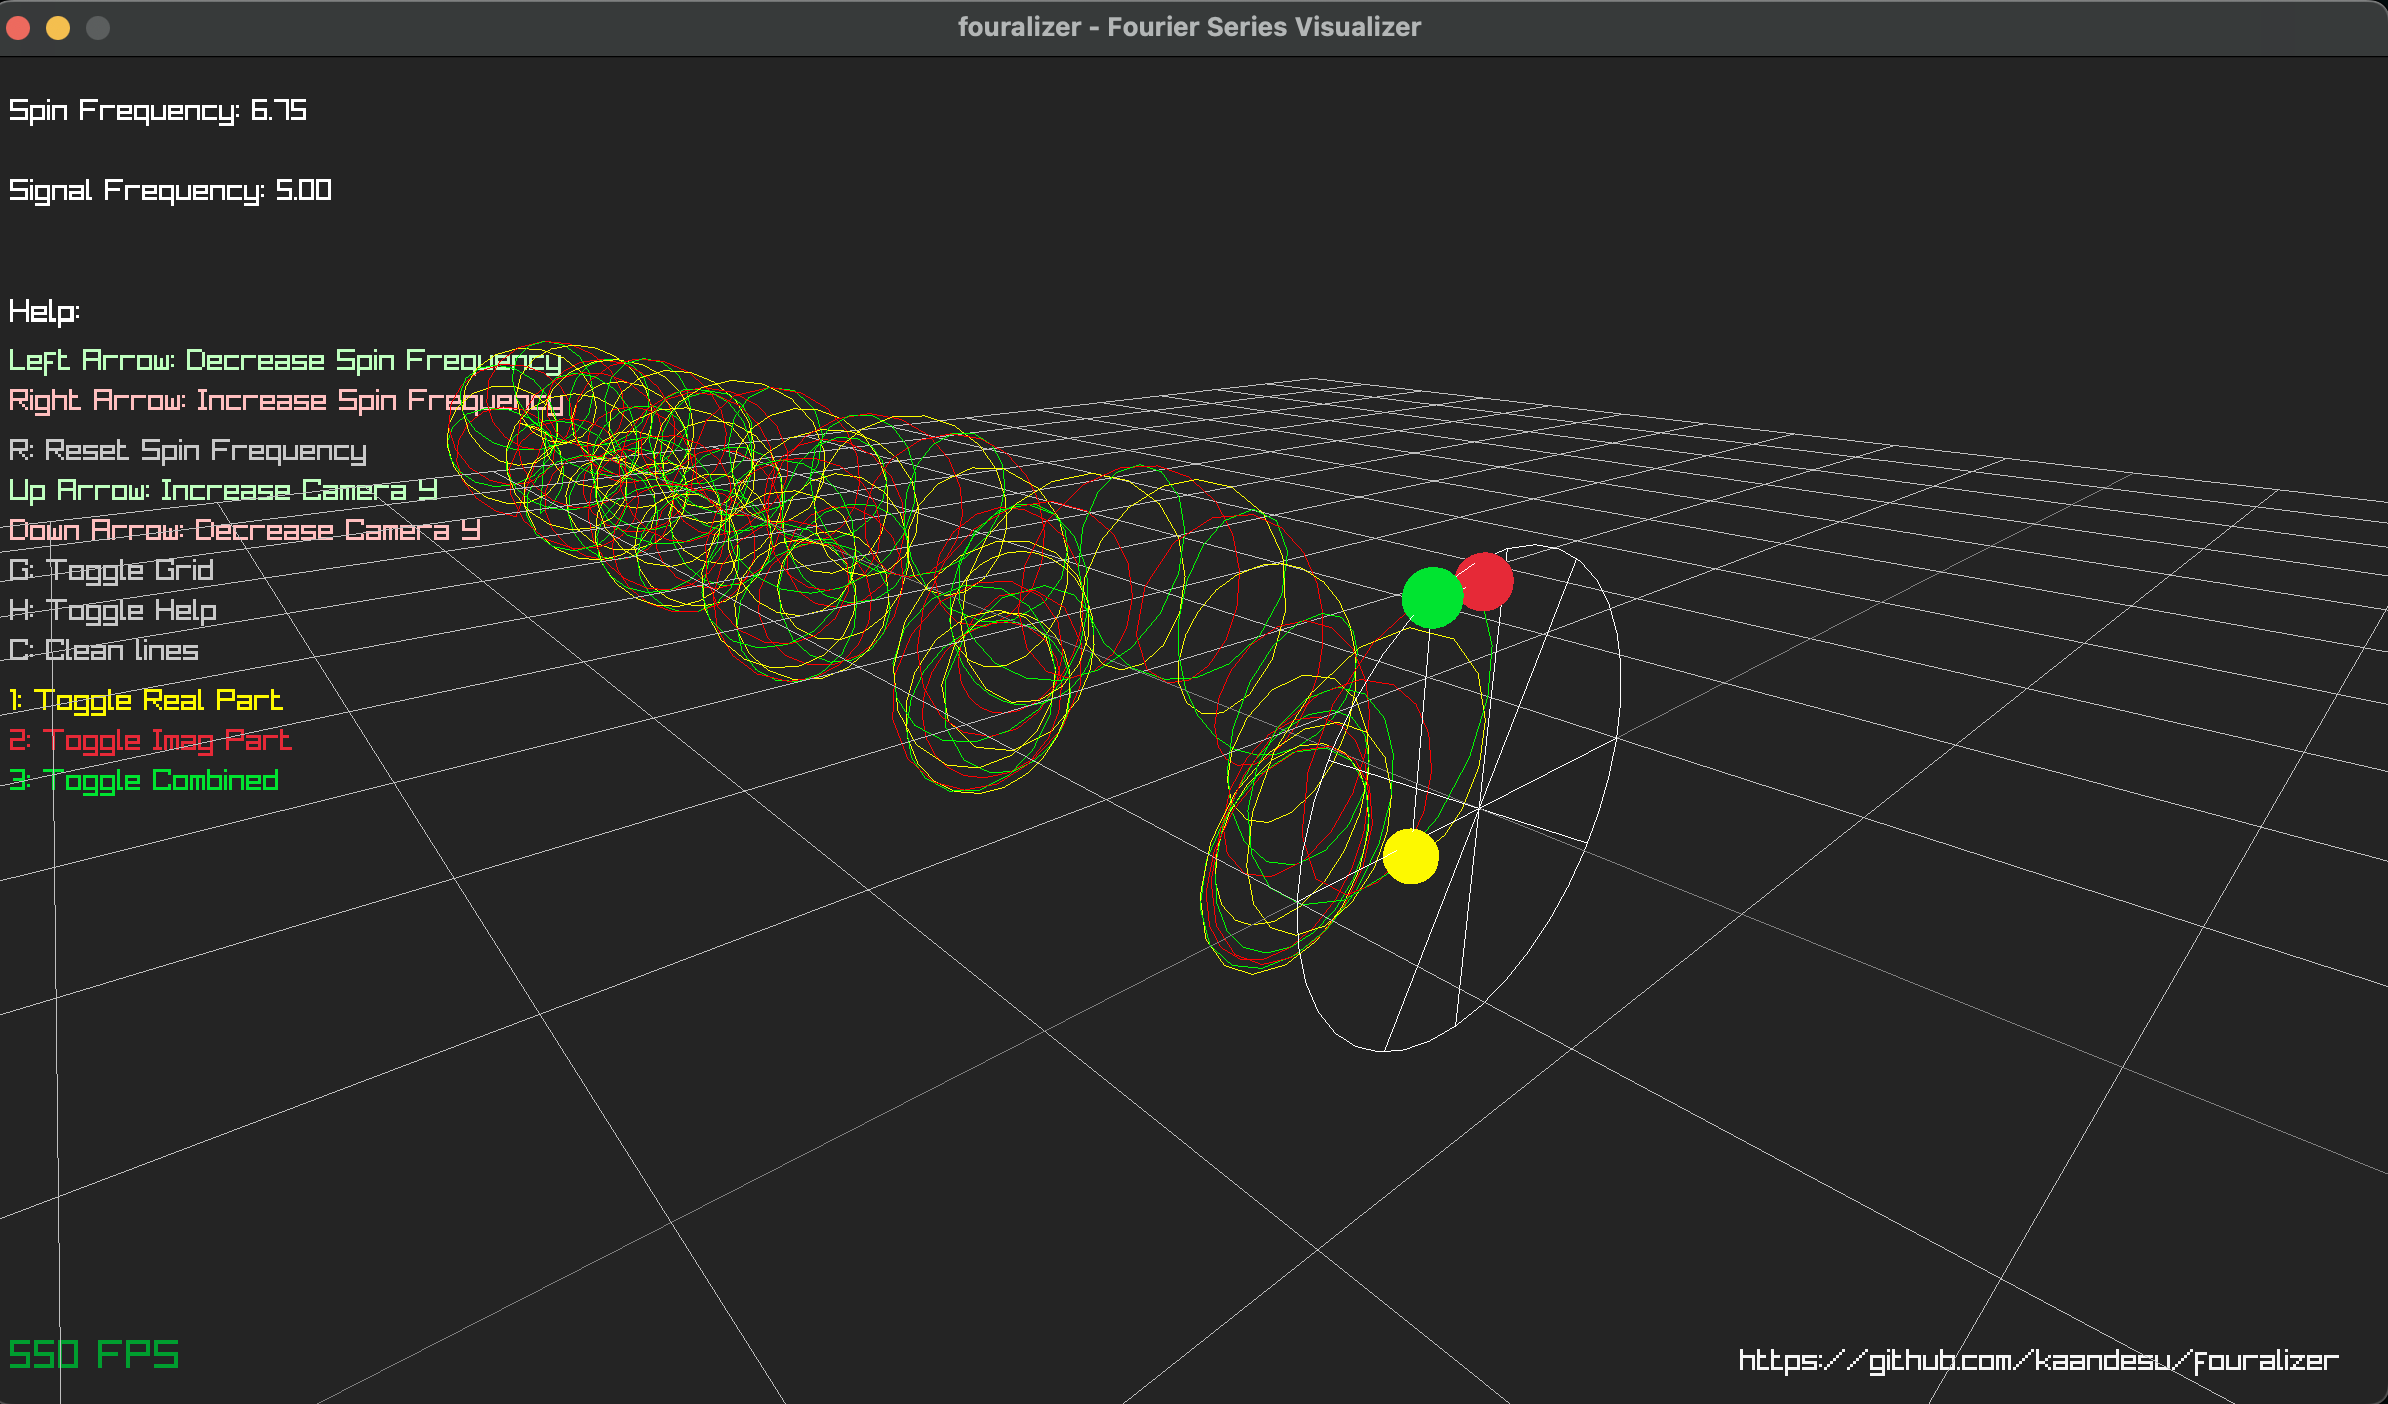 fouralizer - Fourier Series Visualizer
Spin Frequency: 6.75
Signal Frequency: 5.00
Help:
Left Arrow: Decrease Spin Frequency
Right Arrow: Increase Spin Frequency
R: Reset Spin Frequency
Up Arrow: Increase Camera Y
Down Arrow: Decrease Camera Y
G: Toggle Grid
H: Toggle Help
C: Clean lines
1: Toggle Real Part
2: Toggle Imag Part
3: Toggle Combined
550 FPS
https://github.com/kaandesu/fouralizer